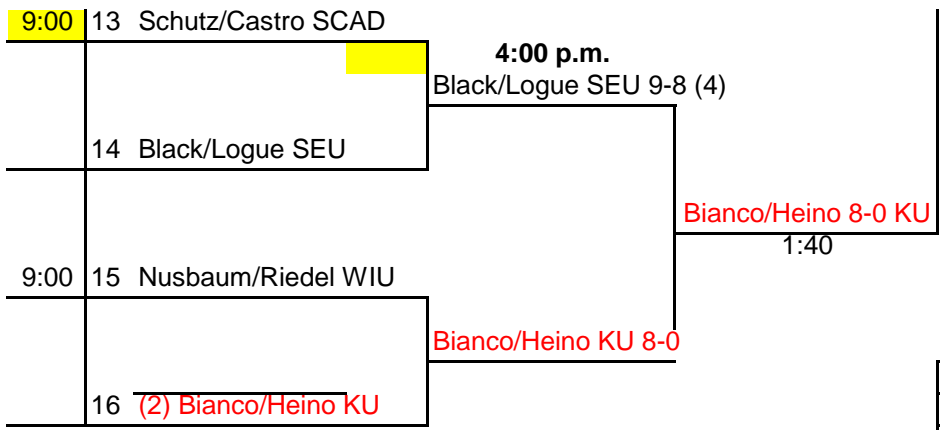 9:00 13 Schutz/Castro SCAD
4:00 p.m.
Black/Logue SEU 9-8 (4)
14 Black/Logue SEU
Bianco/Heino 8-0 KU
1:40
9:00 15 Nusbaum/Riedel WIU
Bianco/Heino KU 8-0
16 (2) Bianco/Heino KU